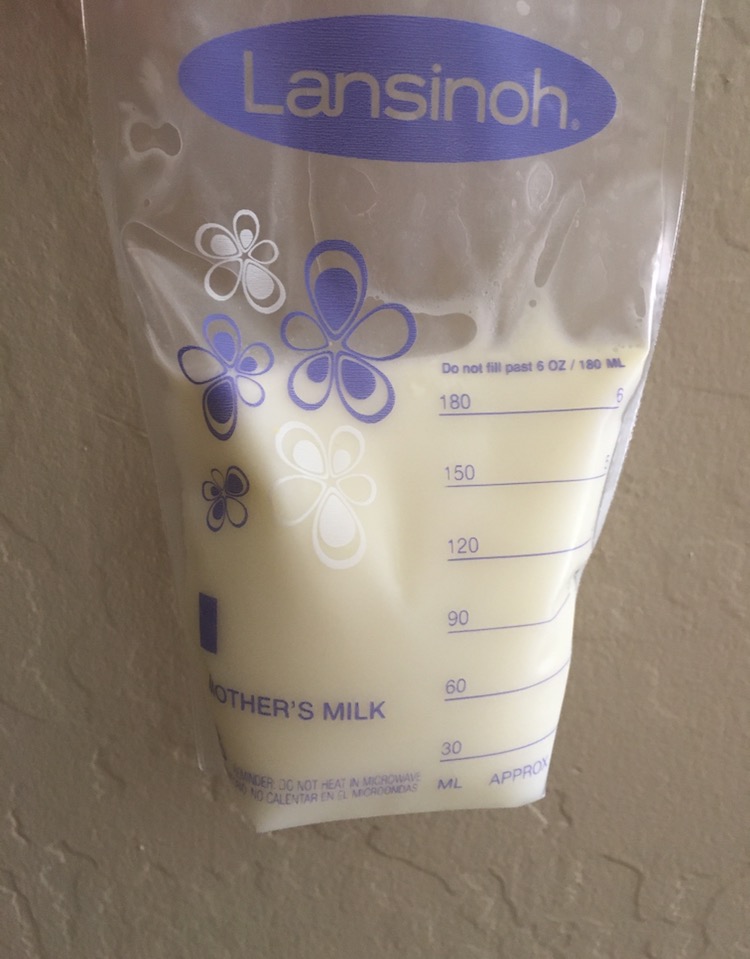 Lansinoh®
Do not fill past 6 OZ / 180 ML
180 6
150
120
90
60
OTHER'S MILK
30
MINDER: DO NOT HEAT IN MICROWAVE
NO CALENTAR EN EL MICROONDAS
ML APPROX